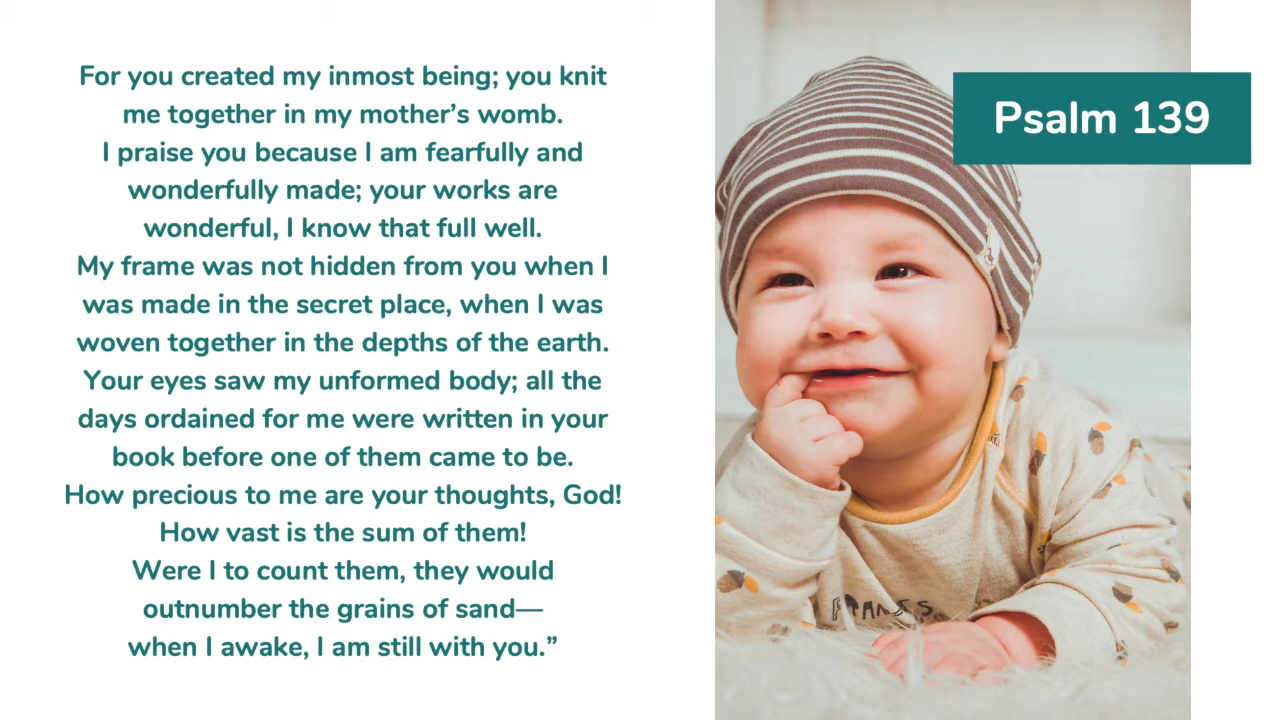 For you created my inmost being; you knit
me together in my mother’s womb.
I praise you because I am fearfully and
wonderfully made; your works are
wonderful, I know that full well.
My frame was not hidden from you when I
was made in the secret place, when I was
woven together in the depths of the earth.
Your eyes saw my unformed body; all the
days ordained for me were written in your
book before one of them came to be.
How precious to me are your thoughts, God!
How vast is the sum of them!
Were I to count them, they would
outnumber the grains of sand—
when I awake, I am still with you.”
Psalm 139